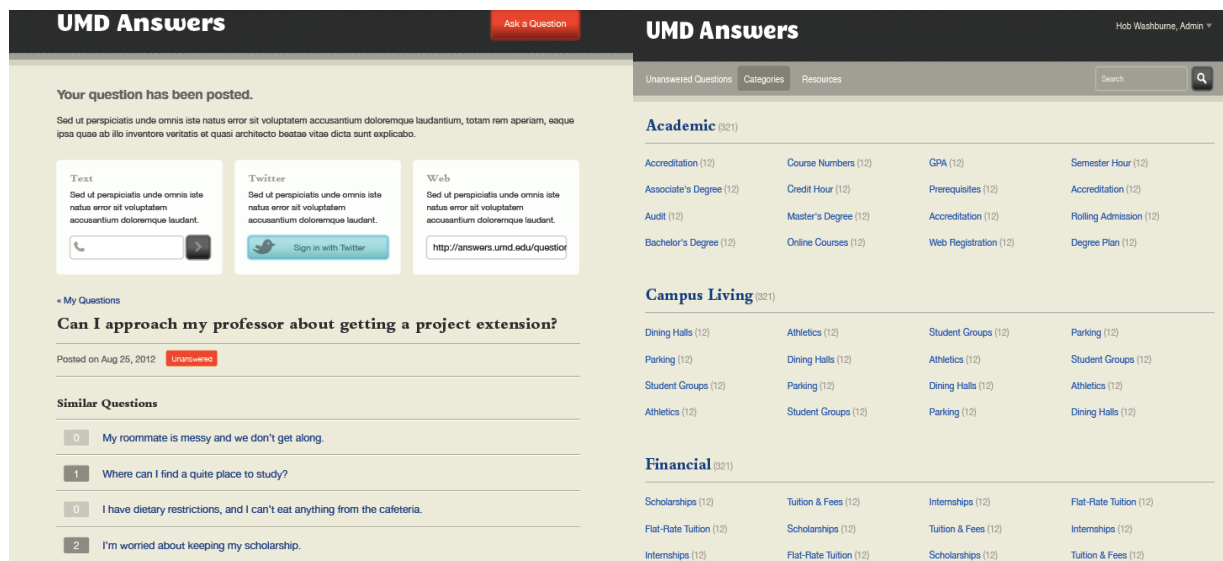 UMD Answers
Ask a Question
Your question has been posted.
Sed ut perspiciatis unde omnis iste natus error sit voluptatem accusantium doloremque laudantium, totam rem aperiam, eaque
ipsa quae ab illo inventore veritatis et quasi architecto beatae vitae dicta sunt explicabo.
Text
Sed ut perspiciatis unde omnis iste
natus error sit voluptatem
accusantium doloremque laudant.
Twitter
Sed ut perspiciatis unde omnis iste
natus error sit voluptatem
accusantium doloremque laudant.
Sign in with Twitter
Web
Sed ut perspiciatis unde omnis iste
natus error sit voluptatem
accusantium doloremque laudant.
http://answers.umd.edu/question
« My Questions
Can I approach my professor about getting a project extension?
Posted on Aug 25, 2012 Unanswered
Similar Questions
0 My roommate is messy and we don't get along.
1 Where can I find a quite place to study?
0 I have dietary restrictions, and I can't eat anything from the cafeteria.
2 I'm worried about keeping my scholarship.
UMD Answers
Hob Washburne, Admin
Unanswered Questions Categories Resources Search
Academic (321)
Accreditation (12) Course Numbers (12) GPA (12) Semester Hour (12)
Associate's Degree (12) Credit Hour (12) Prerequisites (12) Accreditation (12)
Audit (12) Master's Degree (12) Accreditation (12) Rolling Admission (12)
Bachelor's Degree (12) Online Courses (12) Web Registration (12) Degree Plan (12)
Campus Living (321)
Dining Halls (12) Athletics (12) Student Groups (12) Parking (12)
Parking (12) Dining Halls (12) Athletics (12) Student Groups (12)
Student Groups (12) Parking (12) Dining Halls (12) Athletics (12)
Athletics (12) Student Groups (12) Parking (12) Dining Halls (12)
Financial (321)
Scholarships (12) Tuition & Fees (12) Internships (12) Flat-Rate Tuition (12)
Flat-Rate Tuition (12) Scholarships (12) Tuition & Fees (12) Internships (12)
Internships (12) Flat-Rate Tuition (12) Scholarships (12) Tuition & Fees (12)